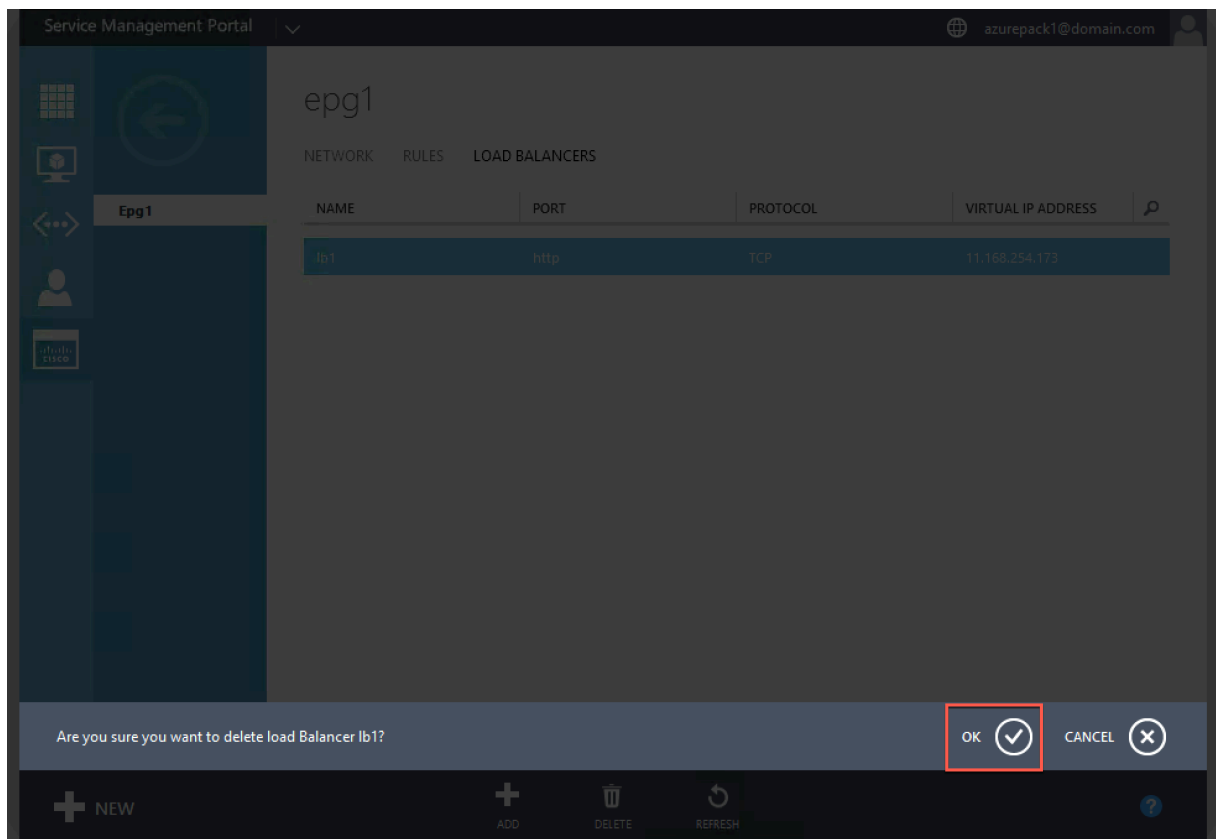 Service Management Portal
azurepack1@domain.com
epg1
NETWORK RULES LOAD BALANCERS
Epg1
NAME PORT PROTOCOL VIRTUAL IP ADDRESS
lb1 http TCP 11.168.254.173
cisco
Are you sure you want to delete load Balancer lb1?
OK CANCEL
NEW
ADD DELETE REFRESH
?